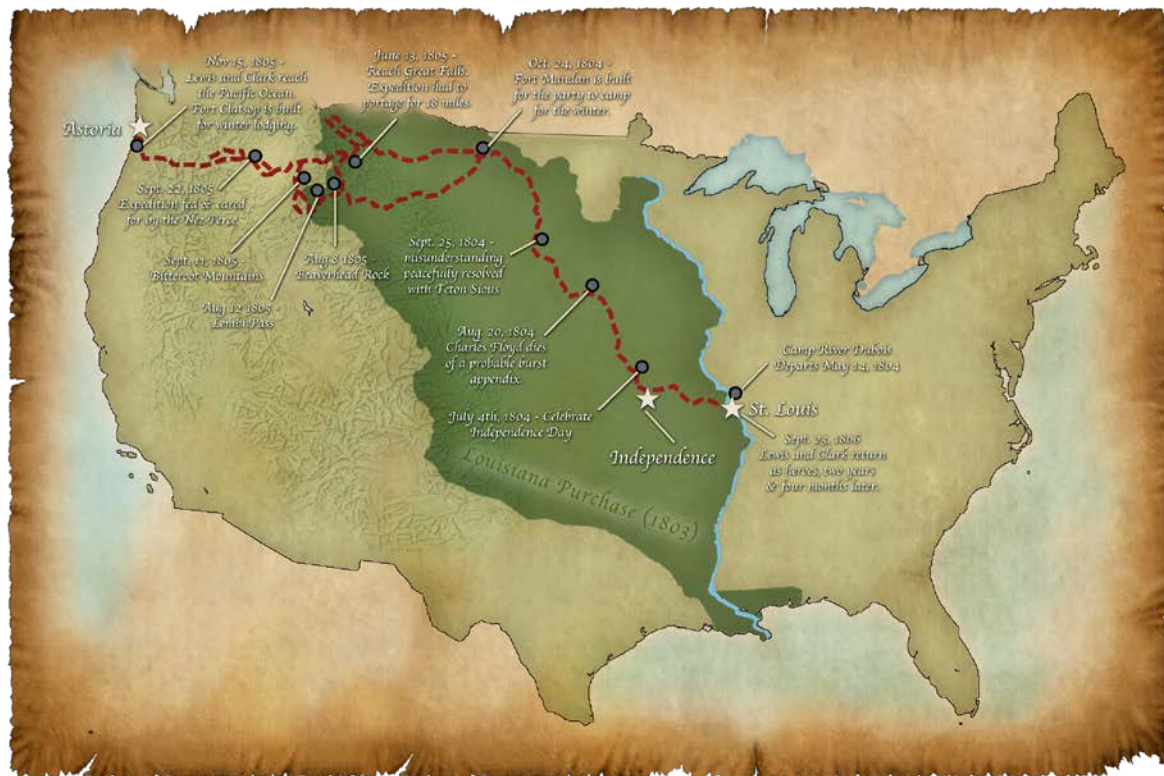 Nov 15, 1805 -
Lewis and Clark reach
the Pacific Ocean.
Fort Clatsop is built
for winter lodging.
June 13, 1805 -
Reach Great Falls.
Expedition had to
portage for 18 miles
Oct. 24, 1804 -
Fort Mandan is built
for the party to camp
for the winter.
Astoria
Sept. 22, 1805
Expedition fed & cared
for by the Nez Perce
Sept. 11, 1805 -
Bitteroot Mountains
Aug 8 1805 -
Beaverhead Rock
Aug 12 1805 -
Lemhi Pass
Sept. 25, 1804 -
misunderstanding
peacefully resolved
with Teton Sious
Aug. 20, 1804
Charles Floyd dies
of a probable burst
appendix.
July 4th, 1804 - Celebrate
Independence Day
Independence
Camp River Dubois
Departs May 14, 1804
St. Louis
Sept. 23, 1806
Lewis and Clark return
as heroes, two years
& four months later.
Louisiana Purchase (1803)